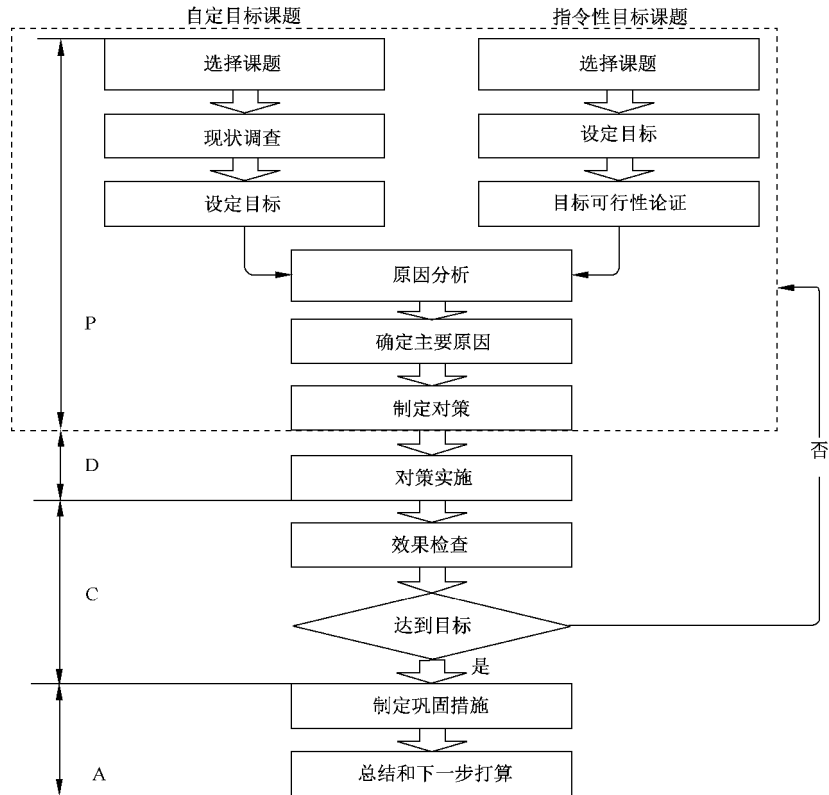 自定目标课题
指令性目标课题
选择课题
选择课题
现状调查
设定目标
设定目标
目标可行性论证
原因分析
P
确定主要原因
制定对策
否
D
对策实施
效果检查
C
达到目标
是
制定巩固措施
A
总结和下一步打算